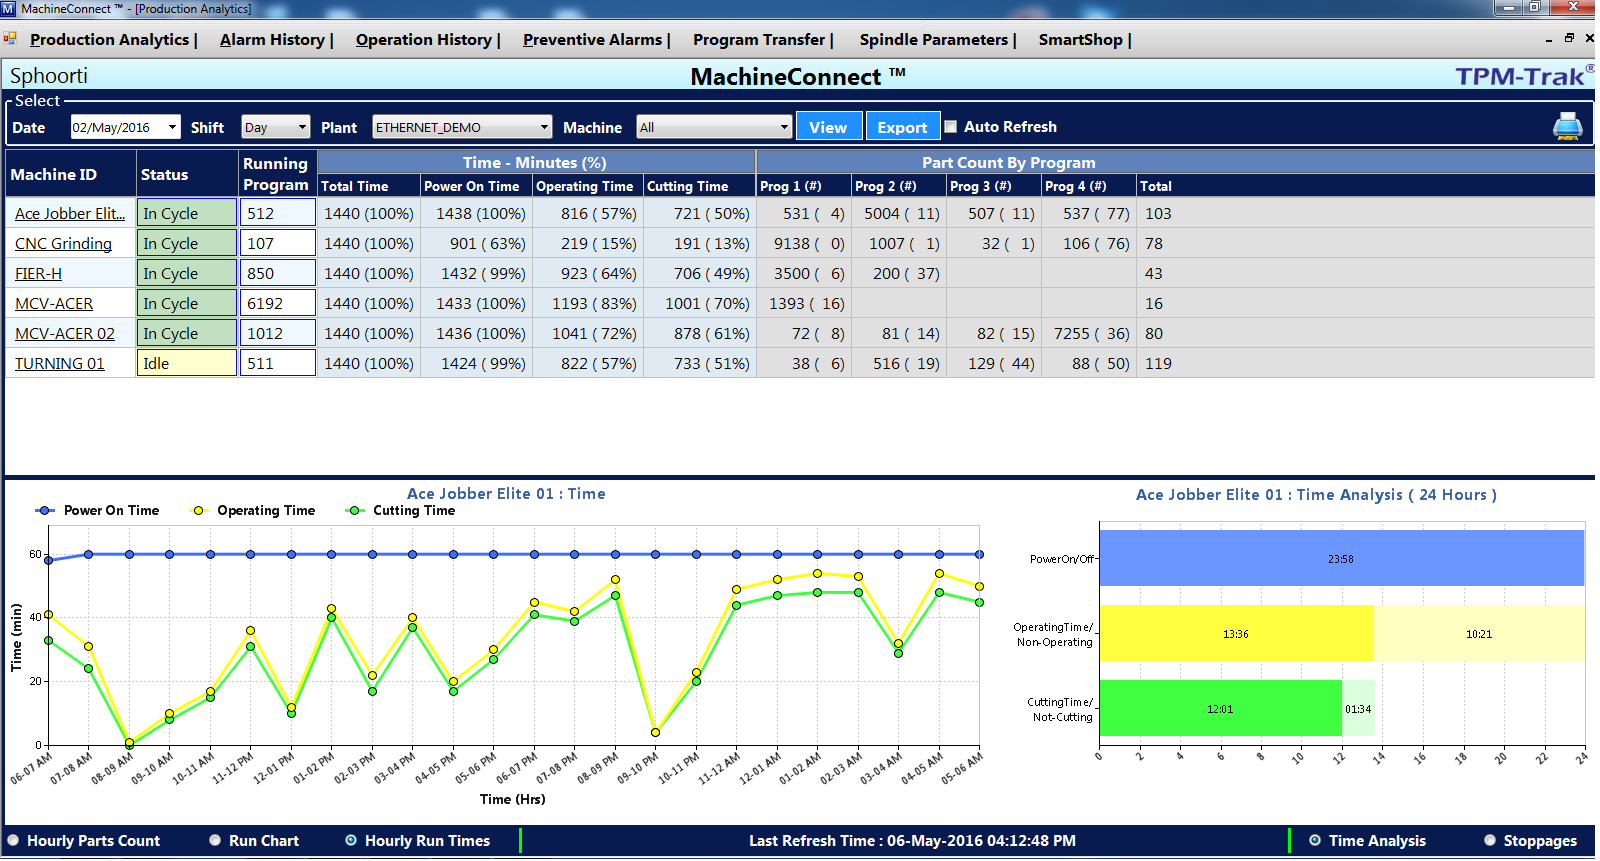 MachineConnect ™ - [Production Analytics]
Production Analytics | Alarm History | Operation History | Preventive Alarms | Program Transfer | Spindle Parameters | SmartShop |
Sphoorti MachineConnect ™ TPM-Trak®
Select
Date 02/May/2016 Shift Day Plant ETHERNET_DEMO Machine All View Export Auto Refresh
Machine ID Status Running Program Time - Minutes (%) Part Count By Program
Total Time Power On Time Operating Time Cutting Time Prog 1 (#) Prog 2 (#) Prog 3 (#) Prog 4 (#) Total
Ace Jobber Elit... In Cycle 512 1440 (100%) 1438 (100%) 816 ( 57%) 721 ( 50%) 531 ( 4) 5004 ( 11) 507 ( 11) 537 ( 77) 103
CNC Grinding In Cycle 107 1440 (100%) 901 ( 63%) 219 ( 15%) 191 ( 13%) 9138 ( 0) 1007 ( 1) 32 ( 1) 106 ( 76) 78
FIER-H In Cycle 850 1440 (100%) 1432 ( 99%) 923 ( 64%) 706 ( 49%) 3500 ( 6) 200 ( 37) 43
MCV-ACER In Cycle 6192 1440 (100%) 1433 (100%) 1193 ( 83%) 1001 ( 70%) 1393 ( 16) 16
MCV-ACER 02 In Cycle 1012 1440 (100%) 1436 (100%) 1041 ( 72%) 878 ( 61%) 72 ( 8) 81 ( 14) 82 ( 15) 7255 ( 36) 80
TURNING 01 Idle 511 1440 (100%) 1424 ( 99%) 822 ( 57%) 733 ( 51%) 38 ( 6) 516 ( 19) 129 ( 44) 88 ( 50) 119
Ace Jobber Elite 01 : Time
Power On Time Operating Time Cutting Time
60
40
20
0
Time (min)
06-07 AM 07-08 AM 08-09 AM 09-10 AM 10-11 AM 11-12 PM 12-01 PM 01-02 PM 02-03 PM 03-04 PM 04-05 PM 05-06 PM 06-07 PM 07-08 PM 08-09 PM 09-10 PM 10-11 PM 11-12 AM 12-01 AM 01-02 AM 02-03 AM 03-04 AM 04-05 AM 05-06 AM
Time (Hrs)
Ace Jobber Elite 01 : Time Analysis ( 24 Hours )
PowerOn/Off 23:58
OperatingTime/
Non-Operating 13:36 10:21
CuttingTime/
Not-Cutting 12:01 01:34
0 2 4 6 8 10 12 14 16 18 20 22 24
Hourly Parts Count Run Chart Hourly Run Times Last Refresh Time : 06-May-2016 04:12:48 PM Time Analysis Stoppages